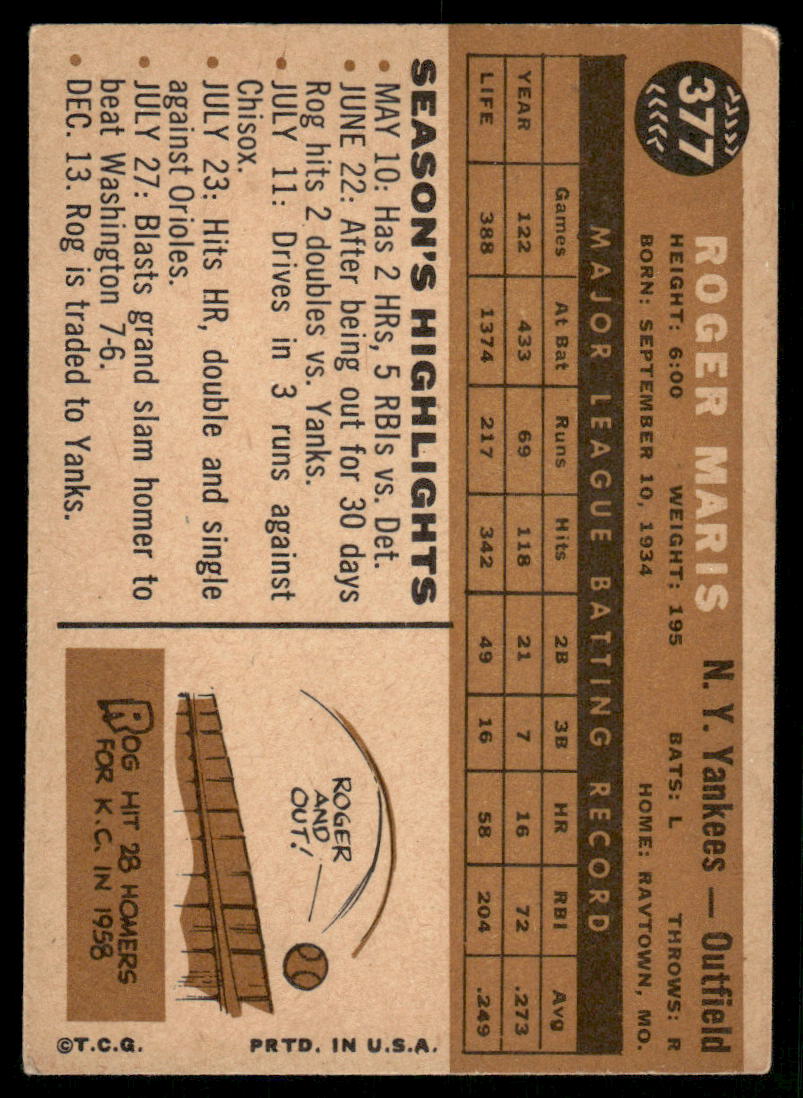 377
ROGER MARIS N. Y. Yankees — Outfield
HEIGHT: 6:00 WEIGHT: 195 BATS: L THROWS: R
BORN: SEPTEMBER 10, 1934 HOME: RAYTOWN, MO.
MAJOR LEAGUE BATTING RECORD
Games At Bat Runs Hits 2B 3B HR RBI Avg
YEAR 122 433 69 118 21 7 16 72 .273
LIFE 388 1374 217 342 49 16 58 204 .249
SEASON'S HIGHLIGHTS
• MAY 10: Has 2 HRs, 5 RBIs vs. Det.
• JUNE 22: After being out for 30 days
Rog hits 2 doubles vs. Yanks.
• JULY 11: Drives in 3 runs against
Chisox.
• JULY 23: Hits HR, double and single
against Orioles.
• JULY 27: Blasts grand slam homer to
beat Washington 7-6.
• DEC. 13. Rog is traded to Yanks.
ROGER
AND
OUT!
ROG HIT 28 HOMERS
FOR K.C. IN 1958
©T.C.G. PRTD. IN U.S.A.